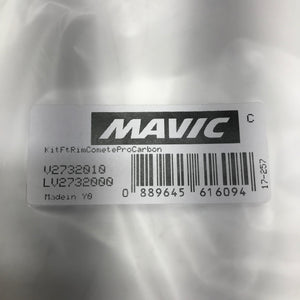 MAVIC
C
KitFtRimCometeProCarbon
V2732010
LV2732000
Madein Y0
0 889645 616094
17-257